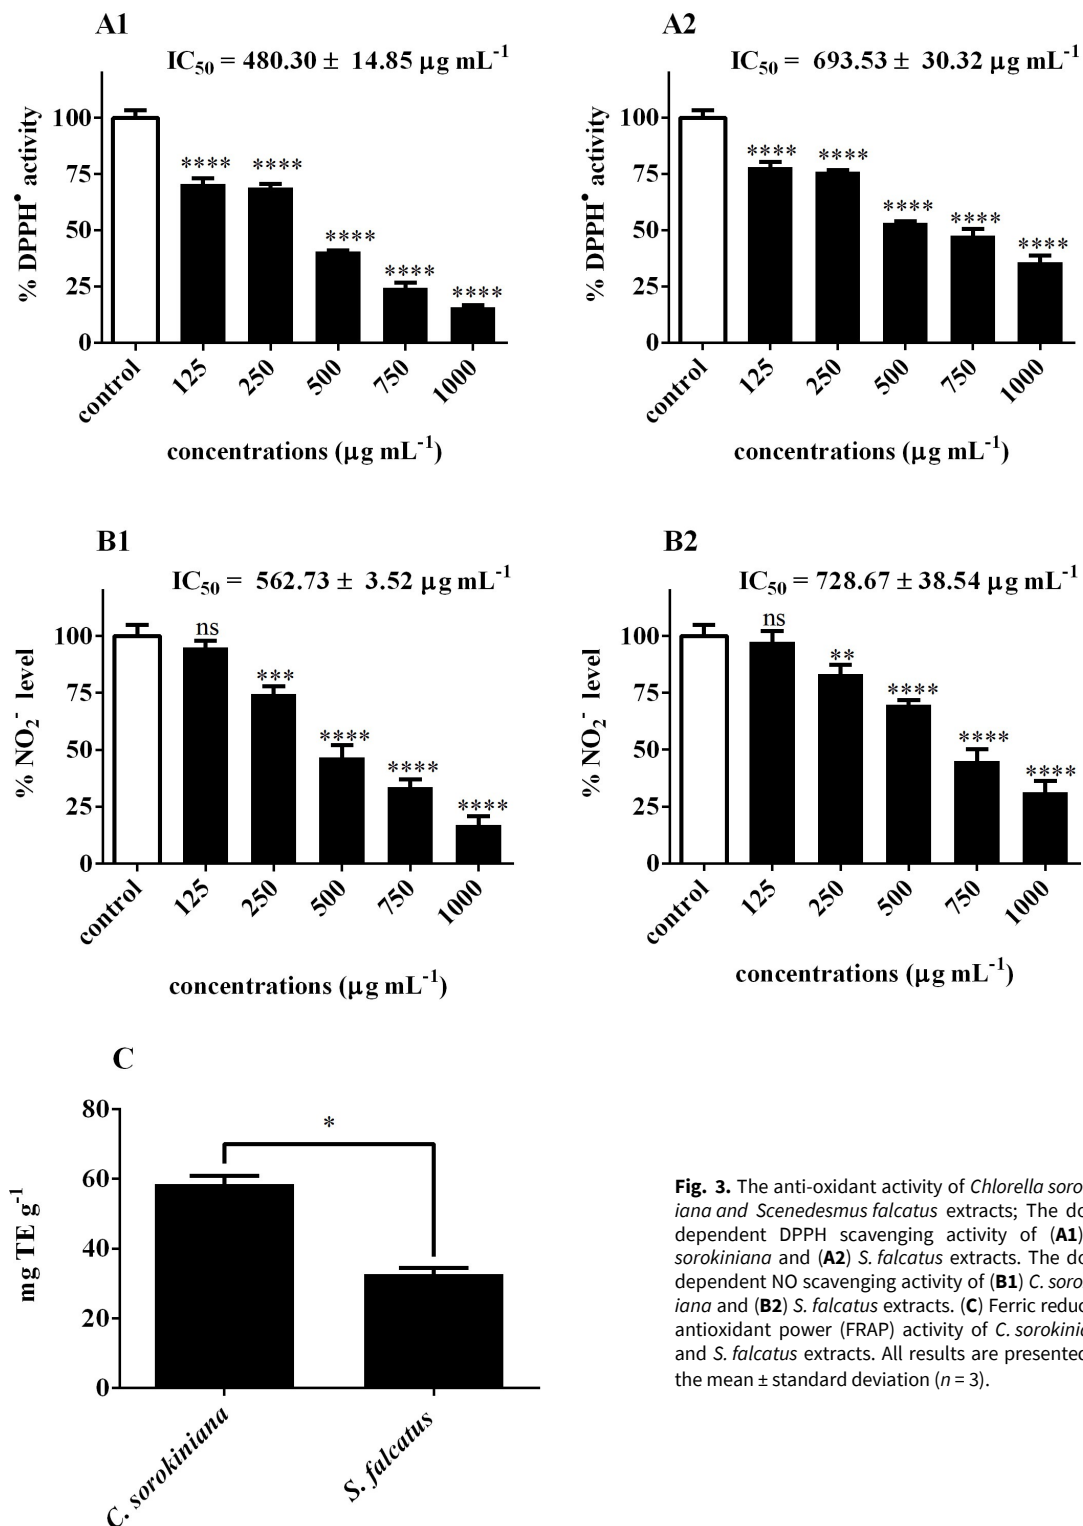 A1
IC50 = 480.30 ± 14.85 µg mL-1
% DPPH• activity
100
75
50
25
0
****
****
****
****
****
control
125
250
500
750
1000
concentrations (µg mL-1)
A2
IC50 = 693.53 ± 30.32 µg mL-1
% DPPH• activity
100
75
50
25
0
****
****
****
****
****
control
125
250
500
750
1000
concentrations (µg mL-1)
B1
IC50 = 562.73 ± 3.52 µg mL-1
% NO2- level
100
75
50
25
0
ns
***
****
****
****
control
125
250
500
750
1000
concentrations (µg mL-1)
B2
IC50 = 728.67 ± 38.54 µg mL-1
% NO2- level
100
75
50
25
0
ns
**
****
****
****
control
125
250
500
750
1000
concentrations (µg mL-1)
C
mg TE g-1
80
60
40
20
0
*
C. sorokiniana
S. falcatus
Fig. 3. The anti-oxidant activity of Chlorella soro
iana and Scenedesmus falcatus extracts; The do
dependent DPPH scavenging activity of (A1)
sorokiniana and (A2) S. falcatus extracts. The do
dependent NO scavenging activity of (B1) C. soro
iana and (B2) S. falcatus extracts. (C) Ferric reduc
antioxidant power (FRAP) activity of C. sorokinia
and S. falcatus extracts. All results are presented
the mean ± standard deviation (n = 3).